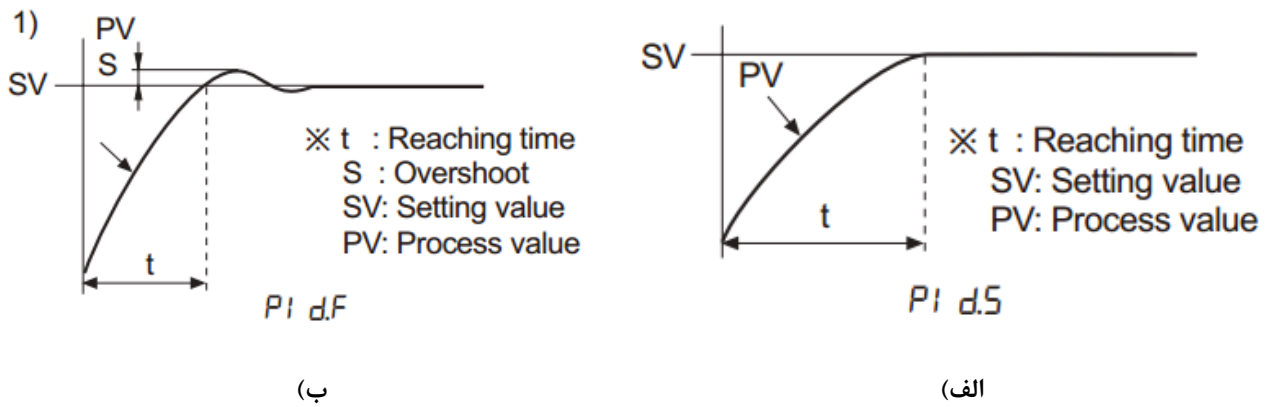 1)
PV
S
SV
※ t : Reaching time
S : Overshoot
SV: Setting value
PV: Process value
t
PI d.F
ب)
SV
PV
※ t : Reaching time
SV: Setting value
PV: Process value
t
PI d.S
الف)